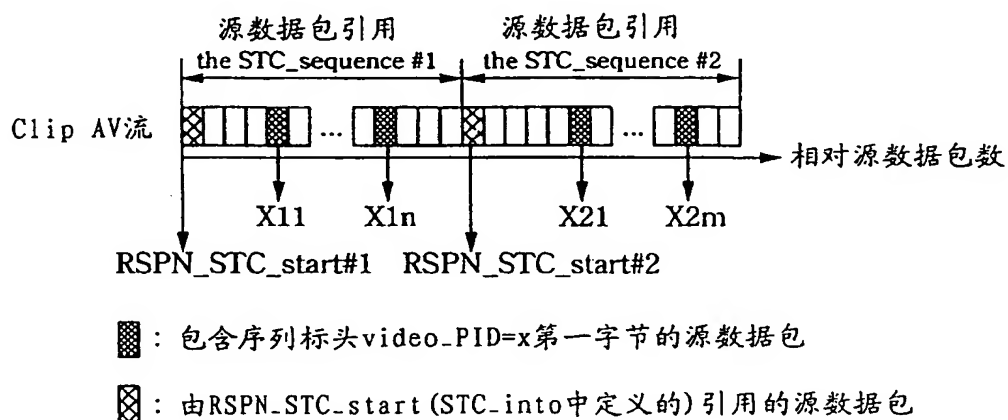 源数据包引用 源数据包引用
the STC_sequence #1 the STC_sequence #2
Clip AV流
... ...
相对源数据包数
X11 X1n X21 X2m
RSPN_STC_start#1 RSPN_STC_start#2
: 包含序列标头video_PID=x第一字节的源数据包
: 由RSPN_STC_start(STC_into中定义的)引用的源数据包